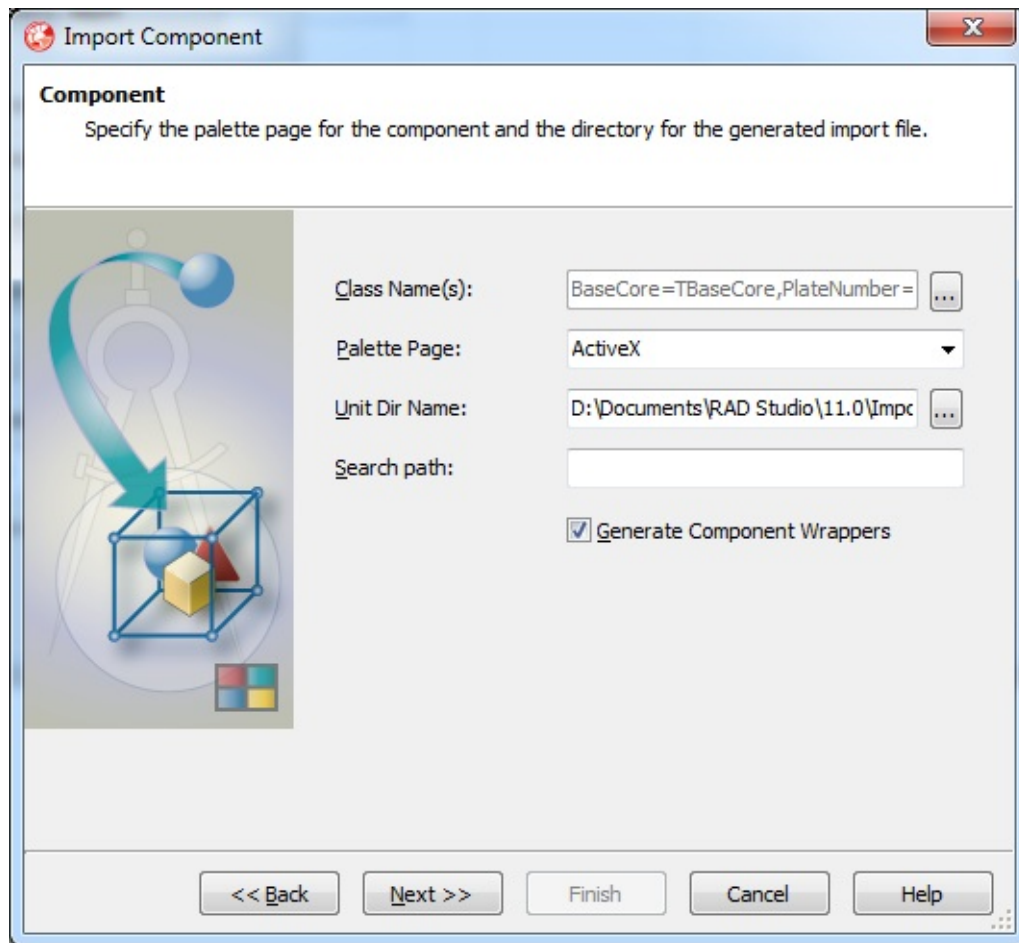 Import Component
Component
Specify the palette page for the component and the directory for the generated import file.
Class Name(s): BaseCore=TBaseCore,PlateNumber= ...
Palette Page: ActiveX
Unit Dir Name: D:\Documents\RAD Studio\11.0\Impc ...
Search path:
Generate Component Wrappers
<< Back Next >> Finish Cancel Help